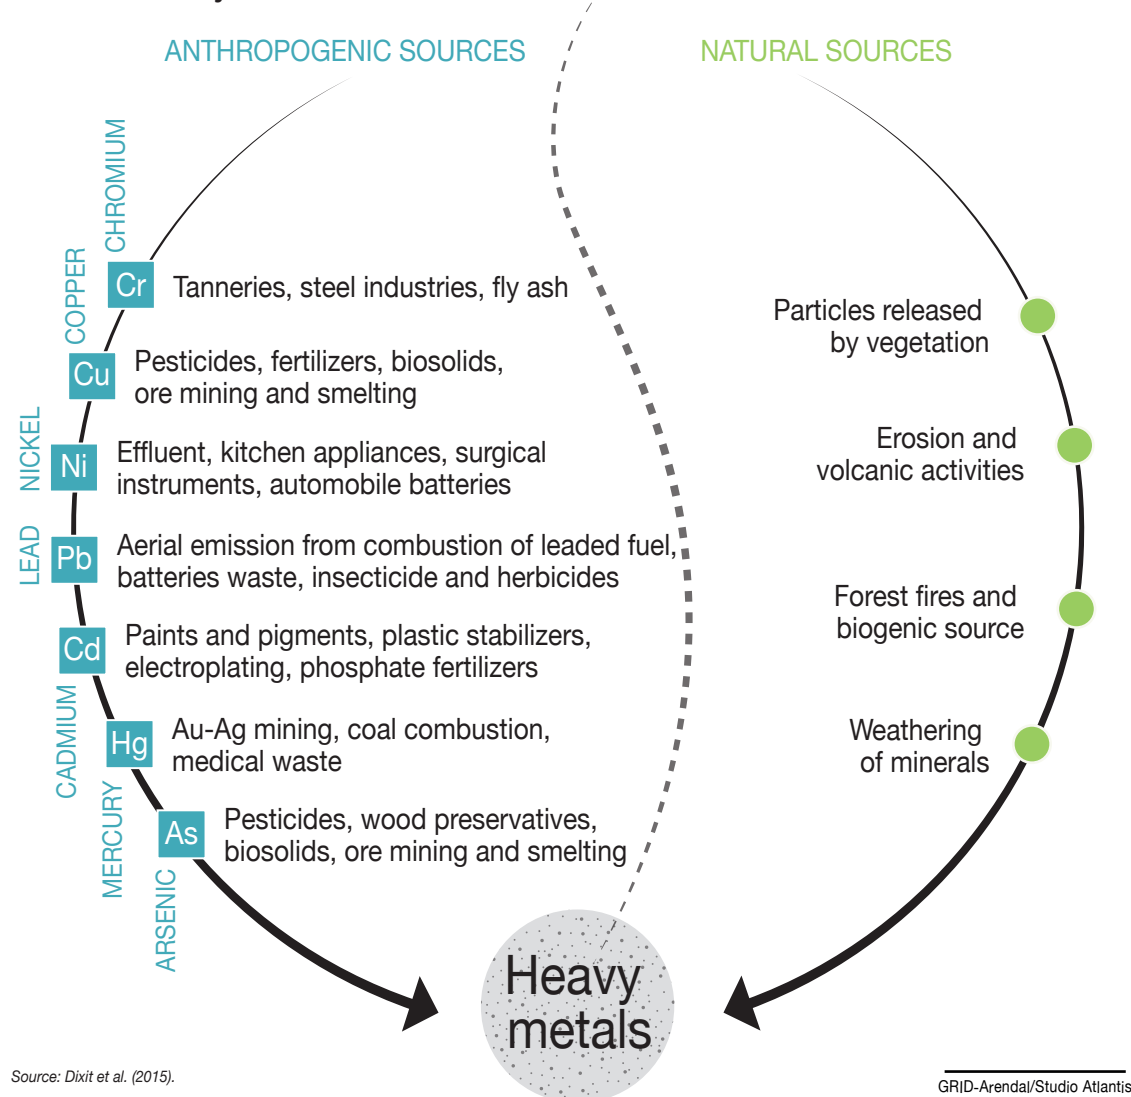 ANTHROPOGENIC SOURCES
NATURAL SOURCES
CHROMIUM
Cr
Tanneries, steel industries, fly ash
COPPER
Cu
Pesticides, fertilizers, biosolids,
ore mining and smelting
NICKEL
Ni
Effluent, kitchen appliances, surgical
instruments, automobile batteries
LEAD
Pb
Aerial emission from combustion of leaded fuel,
batteries waste, insecticide and herbicides
CADMIUM
Cd
Paints and pigments, plastic stabilizers,
electroplating, phosphate fertilizers
MERCURY
Hg
Au-Ag mining, coal combustion,
medical waste
ARSENIC
As
Pesticides, wood preservatives,
biosolids, ore mining and smelting
Particles released
by vegetation
Erosion and
volcanic activities
Forest fires and
biogenic source
Weathering
of minerals
Heavy
metals
Source: Dixit et al. (2015).
GRID-Arendal/Studio Atlantis